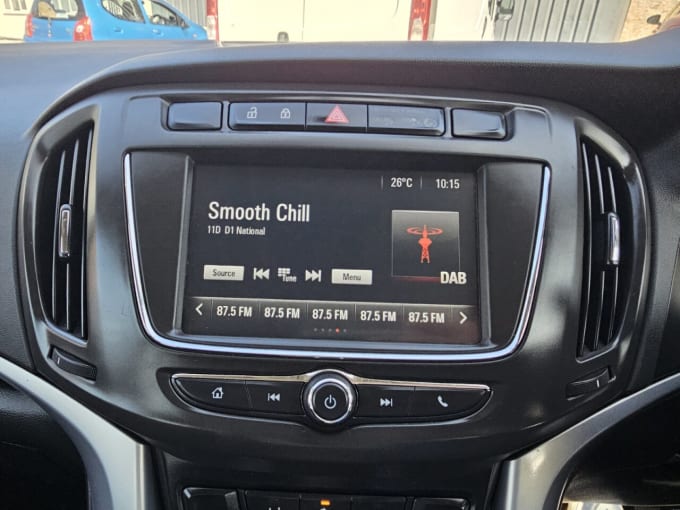 26°C 10:15
Smooth Chill
11D D1 National
Source Tune Menu
DAB
87.5 FM 87.5 FM 87.5 FM 87.5 FM 87.5 FM